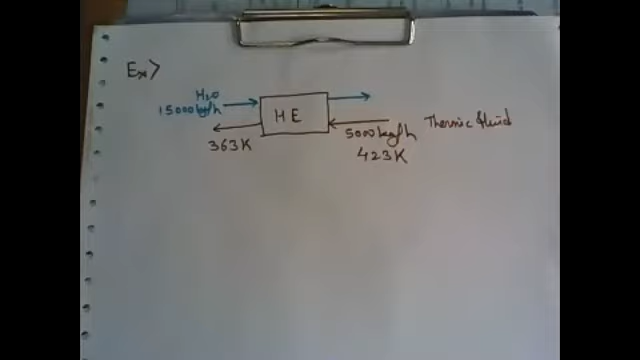 Ex>
H₂O
15000 kg/h
HE
5000 kg/h
Thermic fluid
363K
423K